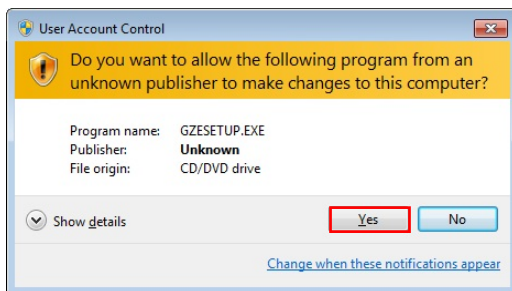 User Account Control
Do you want to allow the following program from an
unknown publisher to make changes to this computer?
Program name: GZESETUP.EXE
Publisher: Unknown
File origin: CD/DVD drive
Show details Yes No
Change when these notifications appear